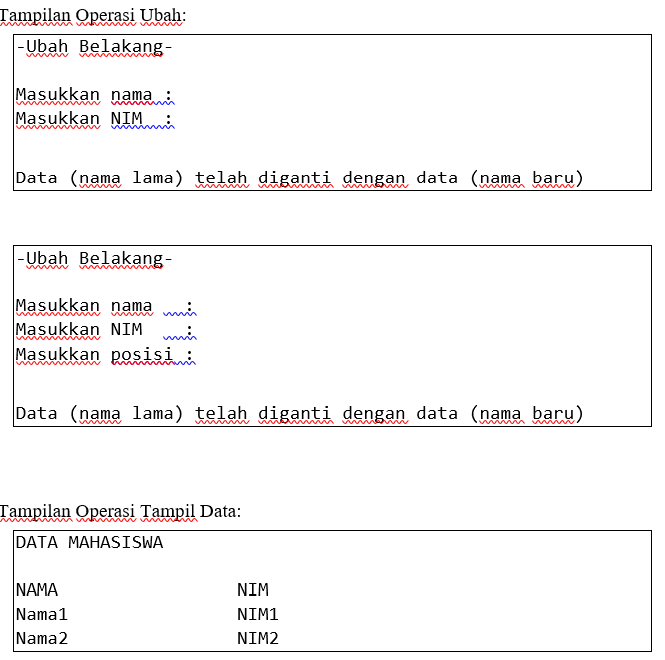 Tampilan Operasi Ubah:
-Ubah Belakang-
Masukkan nama :
Masukkan NIM :
Data (nama lama) telah diganti dengan data (nama baru)
-Ubah Belakang-
Masukkan nama :
Masukkan NIM :
Masukkan posisi :
Data (nama lama) telah diganti dengan data (nama baru)
Tampilan Operasi Tampil Data:
DATA MAHASISWA
NAMA NIM
Nama1 NIM1
Nama2 NIM2